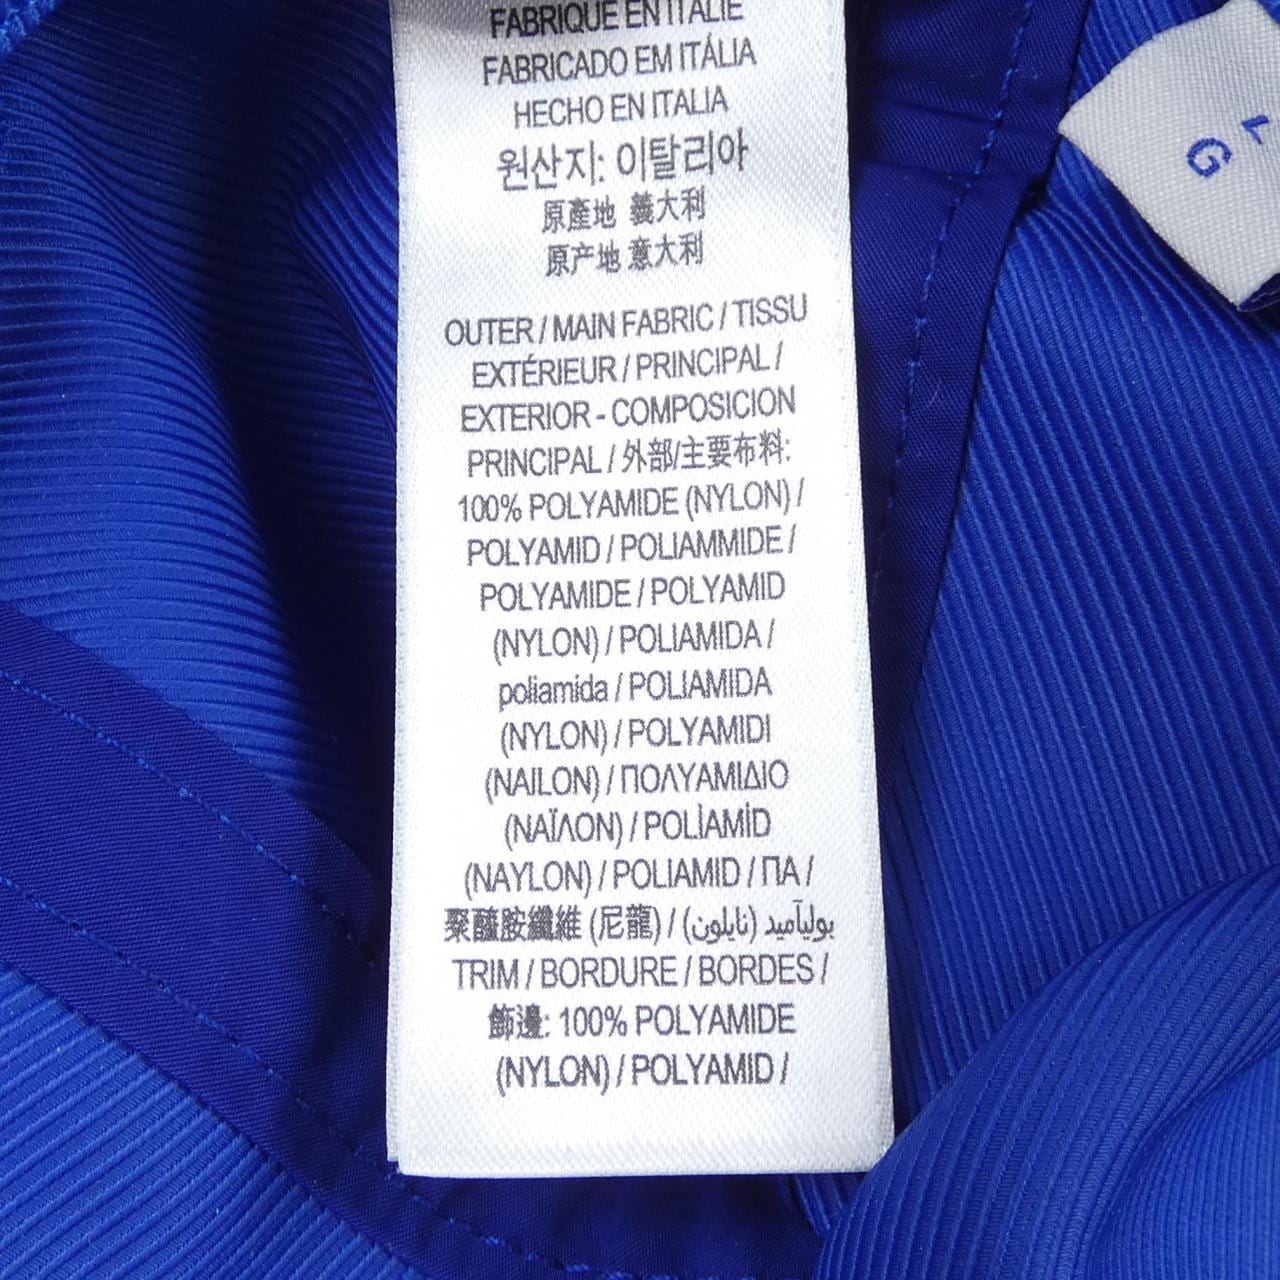 FABRIQUÉ EN ITALIE
FABRICADO EM ITÁLIA
HECHO EN ITALIA
원산지: 이탈리아
原產地 義大利
原产地 意大利
OUTER / MAIN FABRIC / TISSU
EXTÉRIEUR / PRINCIPAL /
EXTERIOR - COMPOSICION
PRINCIPAL / 外部/主要布料:
100% POLYAMIDE (NYLON) /
POLYAMID / POLIAMMIDE /
POLYAMIDE / POLYAMID
(NYLON) / POLIAMIDA /
poliamida / POLIAMIDA
(NYLON) / POLYAMIDI
(NAILON) / ΠΟΛΥΑΜΙΔΙΟ
(ΝΑΪΛΟΝ) / POLİAMİD
(NAYLON) / POLIAMID / ПА /
聚醯胺纖維 (尼龍) / بوليآميد (نايلون)
TRIM / BORDURE / BORDES /
飾邊: 100% POLYAMIDE
(NYLON) / POLYAMID /
L
G